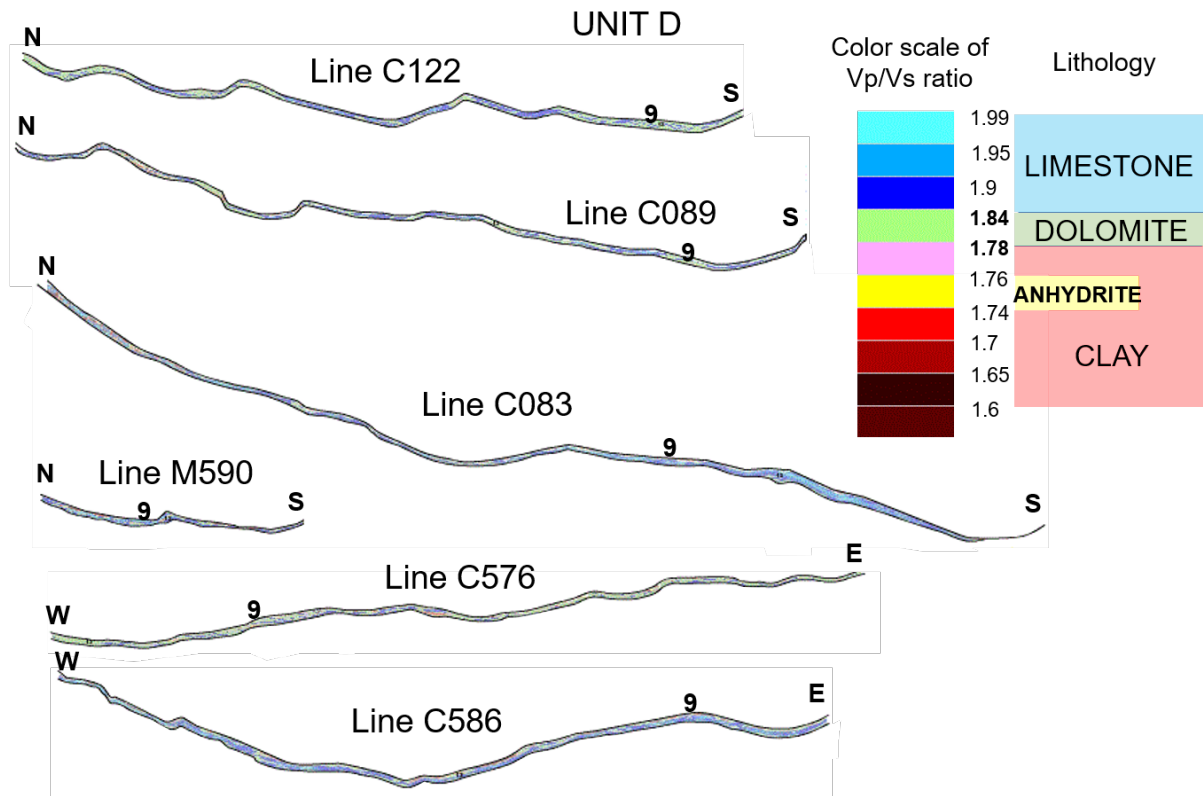 UNIT D
N
Line C122
9
S
N
Line C089
9
S
N
Line C083
9
S
N
Line M590
9
S
W
Line C576
9
E
W
Line C586
9
E
Color scale of
Vp/Vs ratio
1.99
1.95
1.9
1.84
1.78
1.76
1.74
1.7
1.65
1.6
Lithology
LIMESTONE
DOLOMITE
ANHYDRITE
CLAY